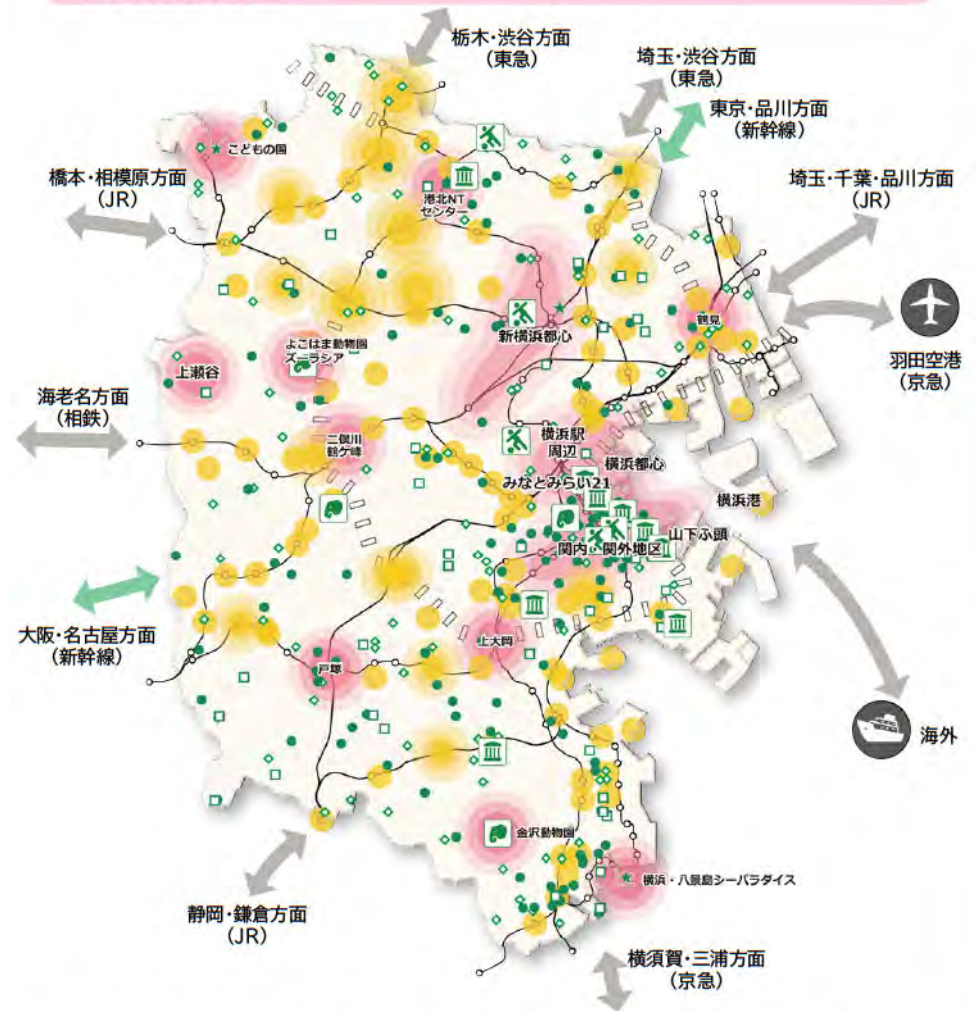 栃木・渋谷方面
(東急)
埼玉・渋谷方面
(東急)
東京・品川方面
(新幹線)
こどもの国
橋本・相模原方面
(JR)
港北NT
センター
埼玉・千葉・品川方面
(JR)
鶴見
新横浜都心
よこはま動物園
ズーラシア
上瀬谷
羽田空港
(京急)
海老名方面
(相鉄)
二俣川
鶴ケ峰
横浜駅
周辺
横浜都心
みなとみらい21
横浜港
山下ふ頭
関内・関外地区
大阪・名古屋方面
(新幹線)
上大岡
戸塚
海外
金沢動物園
横浜・八景島シーパラダイス
静岡・鎌倉方面
(JR)
横須賀・三浦方面
(京急)